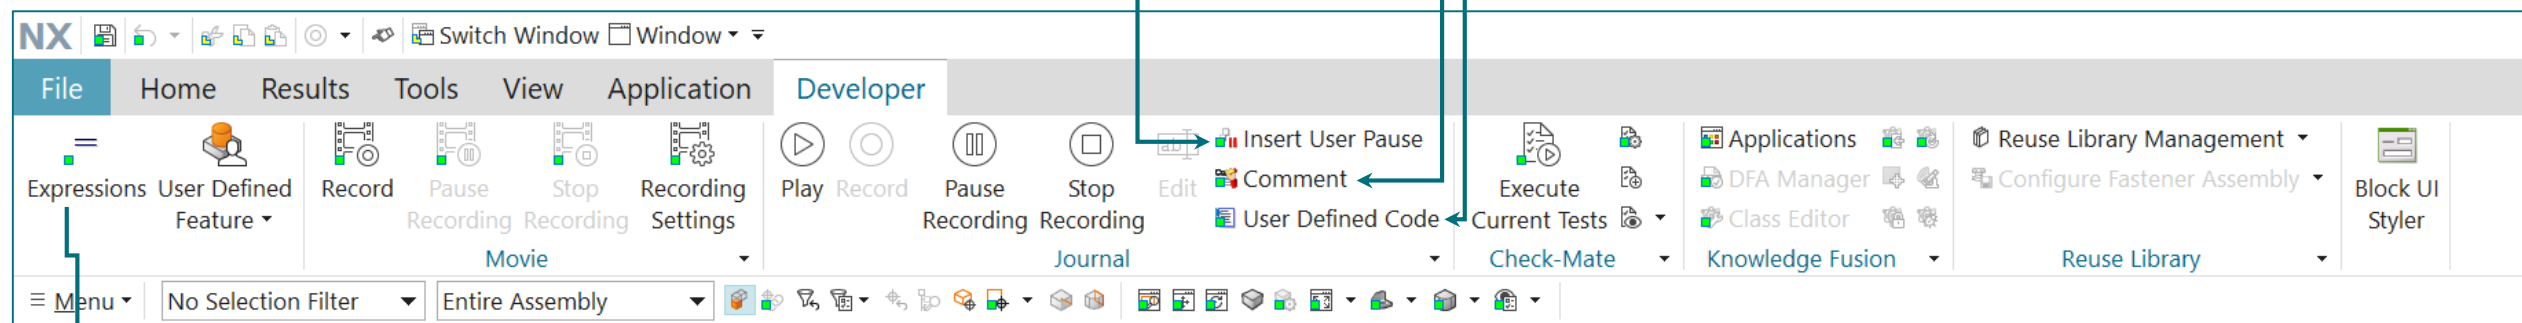 NX Switch Window Window
File Home Results Tools View Application Developer
Expressions
User Defined
Feature
Record
Pause
Recording
Stop
Recording
Recording
Settings
Movie
Play
Record
Pause
Recording
Stop
Recording
Edit
Insert User Pause
Comment
User Defined Code
Journal
Execute
Current Tests
Check-Mate
Applications
DFA Manager
Class Editor
Knowledge Fusion
Reuse Library Management
Configure Fastener Assembly
Reuse Library
Block UI
Styler
Menu No Selection Filter Entire Assembly